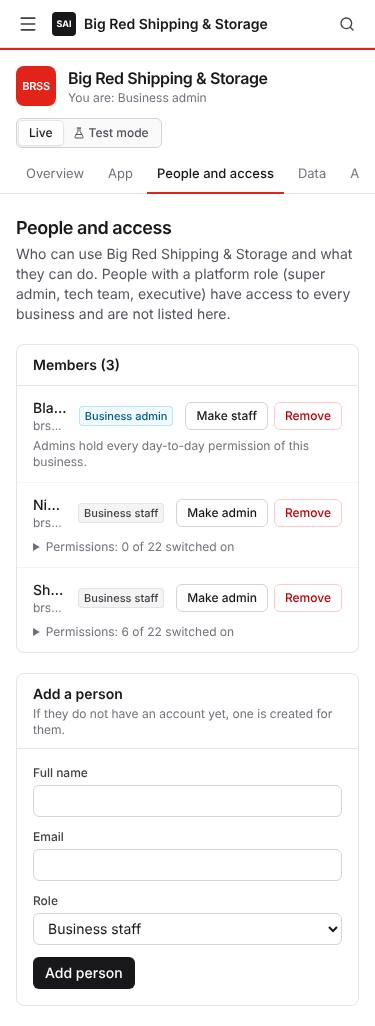 SAI Big Red Shipping & Storage
BRSS
Big Red Shipping & Storage
You are: Business admin
Live Test mode
Overview App People and access Data A
People and access
Who can use Big Red Shipping & Storage and what
they can do. People with a platform role (super
admin, tech team, executive) have access to every
business and are not listed here.
Members (3)
Bla... Business admin Make staff Remove
brs...
Admins hold every day-to-day permission of this
business.
Ni... Business staff Make admin Remove
brs...
Permissions: 0 of 22 switched on
Sh... Business staff Make admin Remove
brs...
Permissions: 6 of 22 switched on
Add a person
If they do not have an account yet, one is created for
them.
Full name
Email
Role
Business staff
Add person